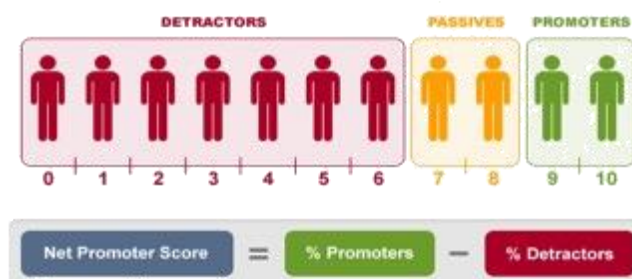 DETRACTORS PASSIVES PROMOTERS
0 1 2 3 4 5 6 7 8 9 10
Net Promoter Score = % Promoters − % Detractors